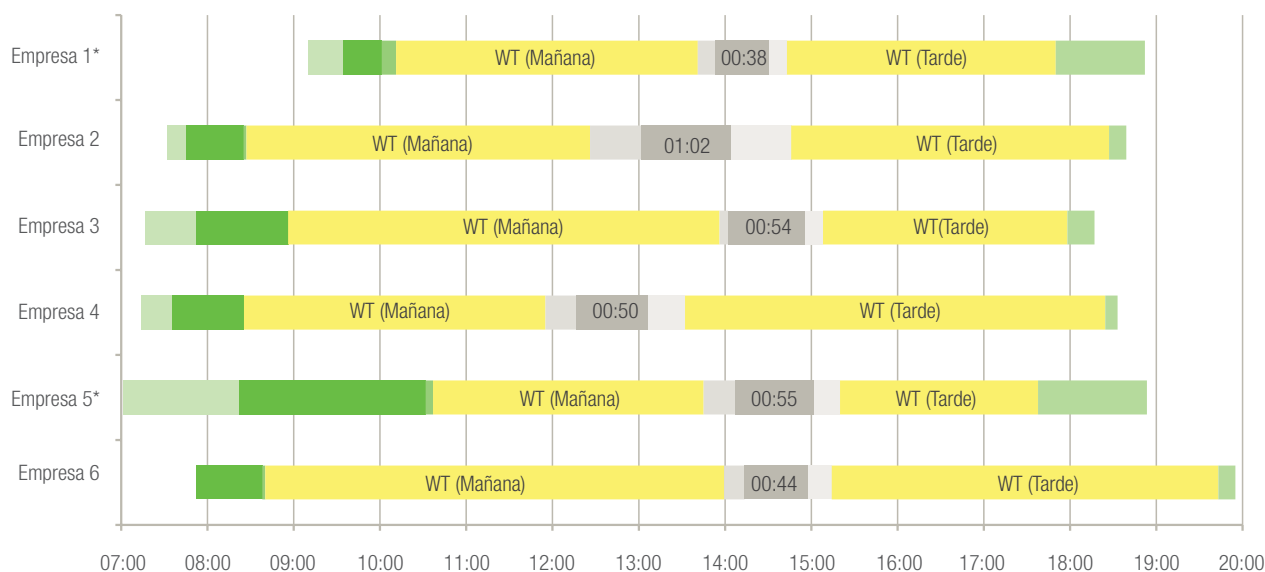 Empresa 1* WT (Mañana) 00:38 WT (Tarde)
Empresa 2 WT (Mañana) 01:02 WT (Tarde)
Empresa 3 WT (Mañana) 00:54 WT(Tarde)
Empresa 4 WT (Mañana) 00:50 WT (Tarde)
Empresa 5* WT (Mañana) 00:55 WT (Tarde)
Empresa 6 WT (Mañana) 00:44 WT (Tarde)
07:00 08:00 09:00 10:00 11:00 12:00 13:00 14:00 15:00 16:00 17:00 18:00 19:00 20:00